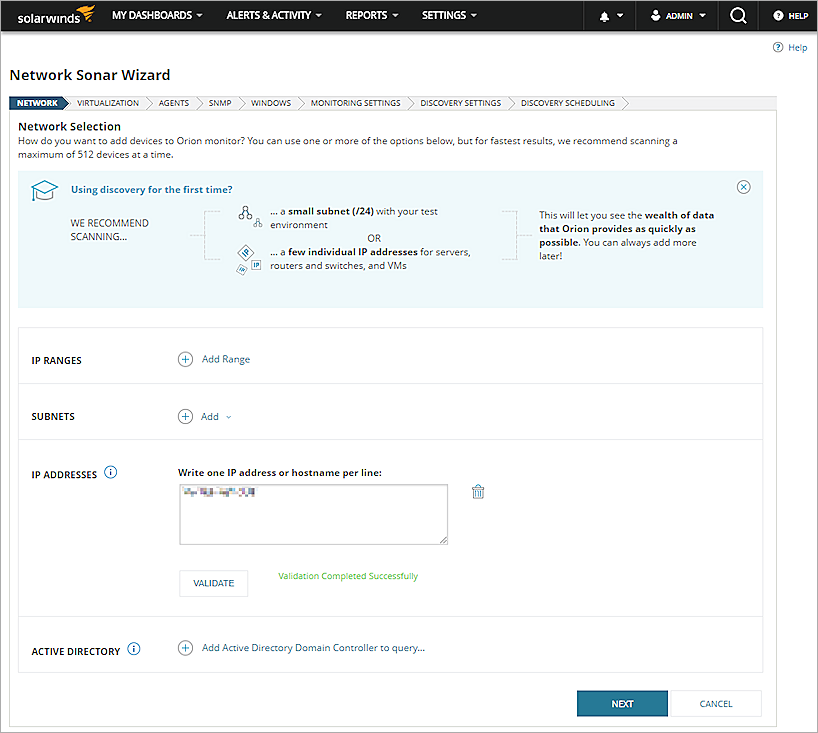 solarwinds MY DASHBOARDS ALERTS & ACTIVITY REPORTS SETTINGS ADMIN HELP
Help
Network Sonar Wizard
NETWORK VIRTUALIZATION AGENTS SNMP WINDOWS MONITORING SETTINGS DISCOVERY SETTINGS DISCOVERY SCHEDULING
Network Selection
How do you want to add devices to Orion monitor? You can use one or more of the options below, but for fastest results, we recommend scanning a
maximum of 512 devices at a time.
Using discovery for the first time?
WE RECOMMEND
SCANNING...
... a small subnet (/24) with your test
environment
OR
... a few individual IP addresses for servers,
routers and switches, and VMs
This will let you see the wealth of data
that Orion provides as quickly as
possible. You can always add more
later!
IP RANGES Add Range
SUBNETS Add
IP ADDRESSES Write one IP address or hostname per line:
VALIDATE Validation Completed Successfully
ACTIVE DIRECTORY Add Active Directory Domain Controller to query...
NEXT CANCEL